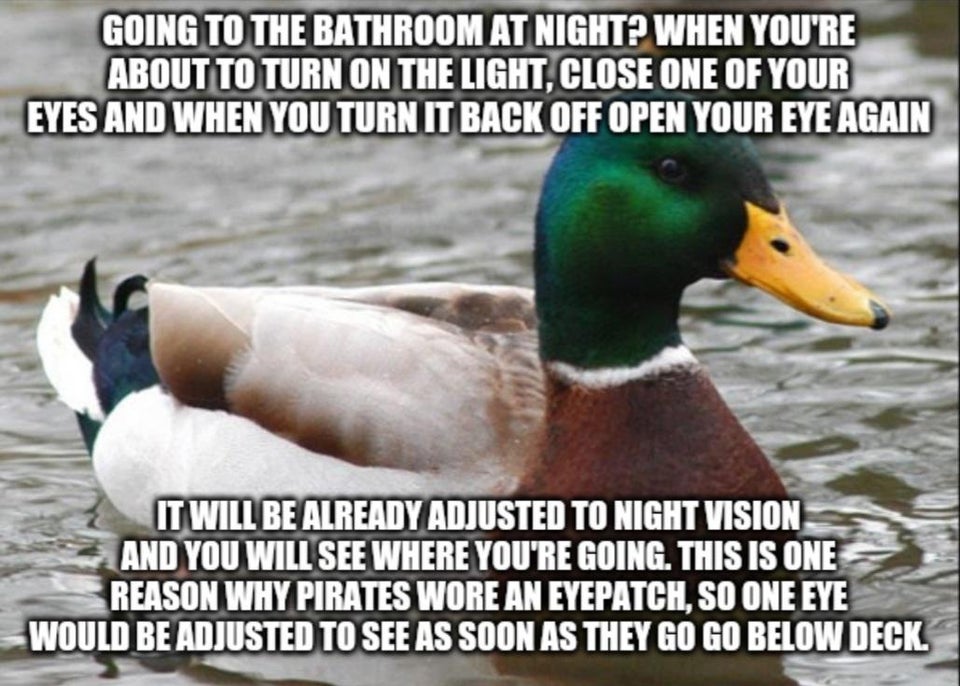 GOING TO THE BATHROOM AT NIGHT? WHEN YOU'RE
ABOUT TO TURN ON THE LIGHT, CLOSE ONE OF YOUR
EYES AND WHEN YOU TURN IT BACK OFF OPEN YOUR EYE AGAIN
IT WILL BE ALREADY ADJUSTED TO NIGHT VISION
AND YOU WILL SEE WHERE YOU'RE GOING. THIS IS ONE
REASON WHY PIRATES WORE AN EYEPATCH, SO ONE EYE
WOULD BE ADJUSTED TO SEE AS SOON AS THEY GO GO BELOW DECK.